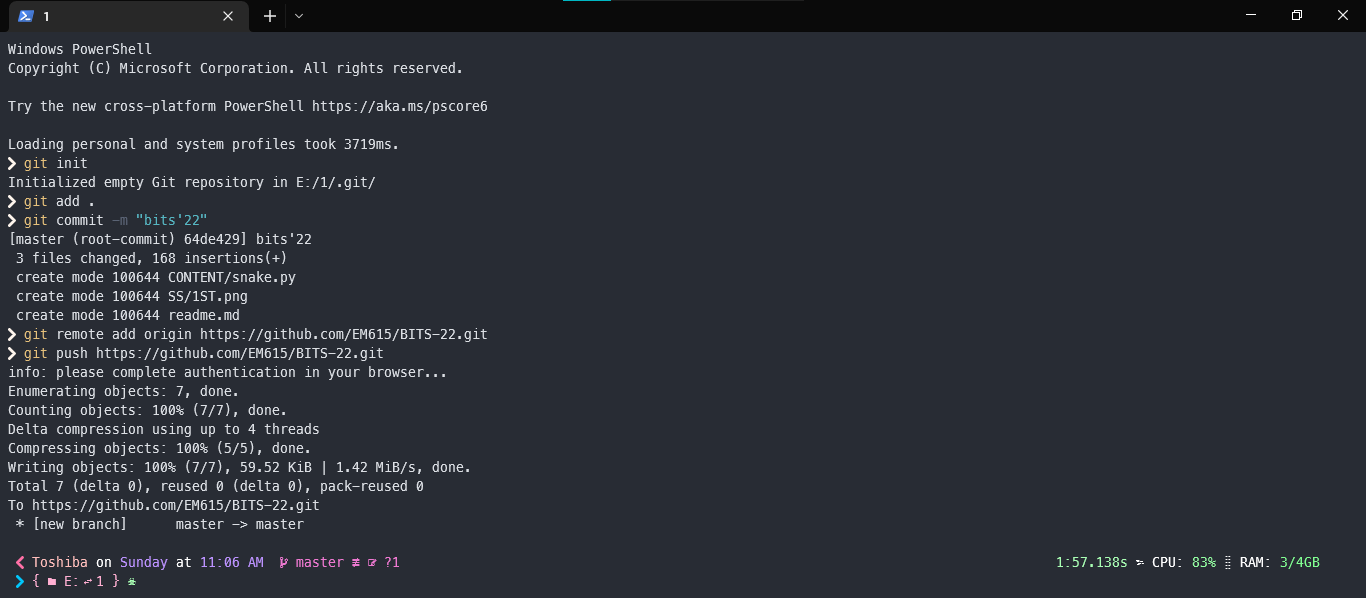 1
Windows PowerShell
Copyright (C) Microsoft Corporation. All rights reserved.
Try the new cross-platform PowerShell https://aka.ms/pscore6
Loading personal and system profiles took 3719ms.
❯ git init
Initialized empty Git repository in E:/1/.git/
❯ git add .
❯ git commit -m "bits'22"
[master (root-commit) 64de429] bits'22
 3 files changed, 168 insertions(+)
 create mode 100644 CONTENT/snake.py
 create mode 100644 SS/1ST.png
 create mode 100644 readme.md
❯ git remote add origin https://github.com/EM615/BITS-22.git
❯ git push https://github.com/EM615/BITS-22.git
info: please complete authentication in your browser...
Enumerating objects: 7, done.
Counting objects: 100% (7/7), done.
Delta compression using up to 4 threads
Compressing objects: 100% (5/5), done.
Writing objects: 100% (7/7), 59.52 KiB | 1.42 MiB/s, done.
Total 7 (delta 0), reused 0 (delta 0), pack-reused 0
To https://github.com/EM615/BITS-22.git
 * [new branch]      master -> master
❮ Toshiba on Sunday at 11:06 AM master ≢ ?1 1:57.138s CPU: 83% RAM: 3/4GB
❯ { E: 1 }